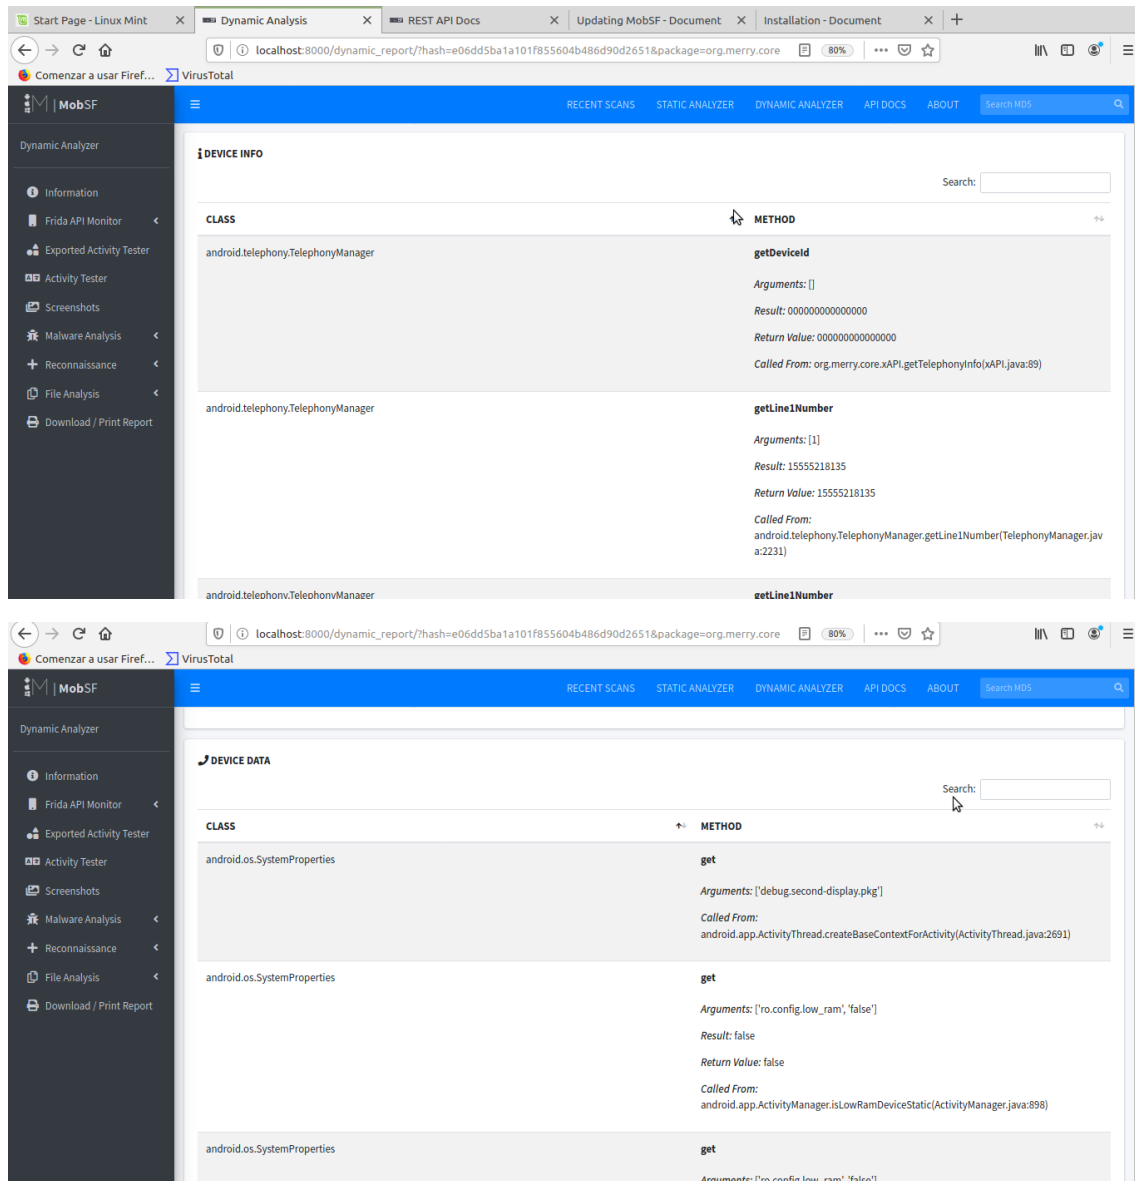 Start Page - Linux Mint
Dynamic Analysis
REST API Docs
Updating MobSF - Document
Installation - Document
localhost:8000/dynamic_report/?hash=e06dd5ba1a101f855604b486d90d2651&package=org.merry.core
80%
Comenzar a usar Firef...
VirusTotal
| MobSF
RECENT SCANS
STATIC ANALYZER
DYNAMIC ANALYZER
API DOCS
ABOUT
Search MD5
Dynamic Analyzer
Information
Frida API Monitor
Exported Activity Tester
Activity Tester
Screenshots
Malware Analysis
Reconnaissance
File Analysis
Download / Print Report
DEVICE INFO
Search:
CLASS
METHOD
android.telephony.TelephonyManager
getDeviceId
Arguments: []
Result: 000000000000000
Return Value: 000000000000000
Called From: org.merry.core.xAPI.getTelephonyInfo(xAPI.java:89)
android.telephony.TelephonyManager
getLine1Number
Arguments: [1]
Result: 15555218135
Return Value: 15555218135
Called From:
android.telephony.TelephonyManager.getLine1Number(TelephonyManager.jav
a:2231)
android.telephony.TelephonyManager
getLine1Number
localhost:8000/dynamic_report/?hash=e06dd5ba1a101f855604b486d90d2651&package=org.merry.core
80%
Comenzar a usar Firef...
VirusTotal
| MobSF
RECENT SCANS
STATIC ANALYZER
DYNAMIC ANALYZER
API DOCS
ABOUT
Search MD5
Dynamic Analyzer
Information
Frida API Monitor
Exported Activity Tester
Activity Tester
Screenshots
Malware Analysis
Reconnaissance
File Analysis
Download / Print Report
DEVICE DATA
Search:
CLASS
METHOD
android.os.SystemProperties
get
Arguments: ['debug.second-display.pkg']
Called From:
android.app.ActivityThread.createBaseContextForActivity(ActivityThread.java:2691)
android.os.SystemProperties
get
Arguments: ['ro.config.low_ram', 'false']
Result: false
Return Value: false
Called From:
android.app.ActivityManager.isLowRamDeviceStatic(ActivityManager.java:898)
android.os.SystemProperties
get
Arguments: ['ro.config.low_ram', 'false']